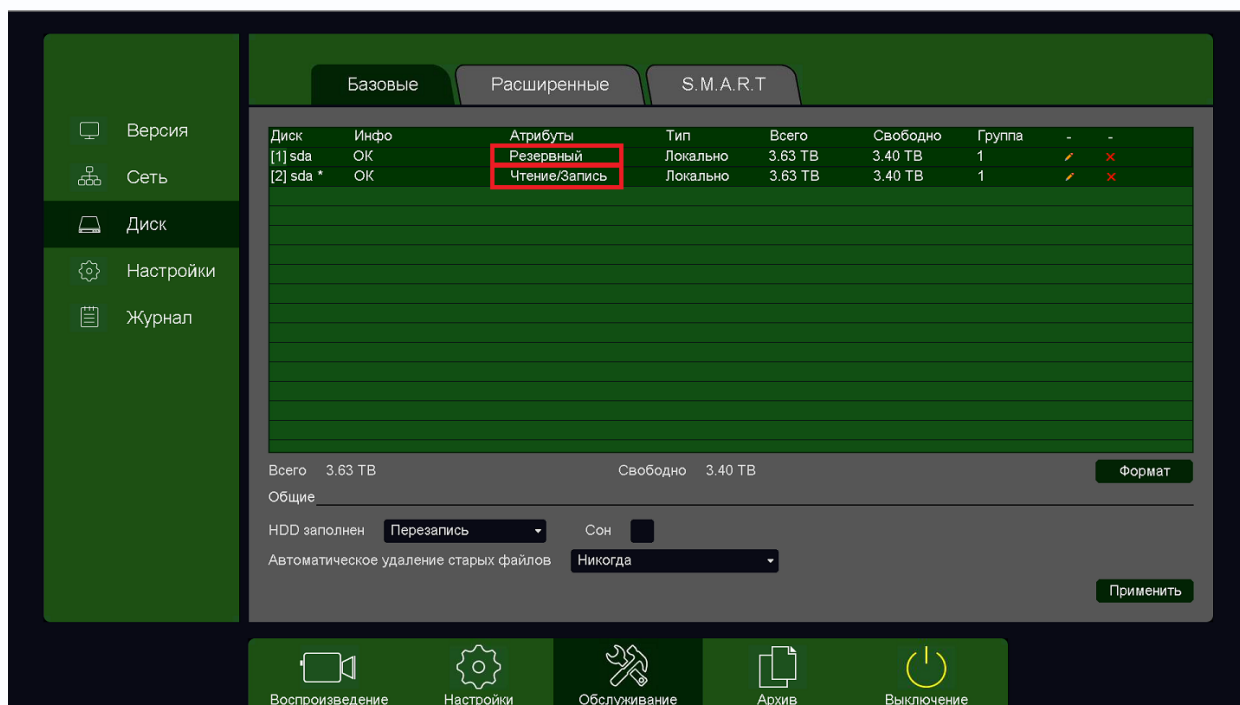 Базовые Расширенные S.M.A.R.T
Версия
Сеть
Диск
Настройки
Журнал
Диск Инфо Атрибуты Тип Всего Свободно Группа - -
[1] sda OK Резервный Локально 3.63 TB 3.40 TB 1
[2] sda * OK Чтение/Запись Локально 3.63 TB 3.40 TB 1
Всего 3.63 TB Свободно 3.40 TB Формат
Общие
HDD заполнен Перезапись Сон
Автоматическое удаление старых файлов Никогда
Применить
Воспроизведение Настройки Обслуживание Архив Выключение